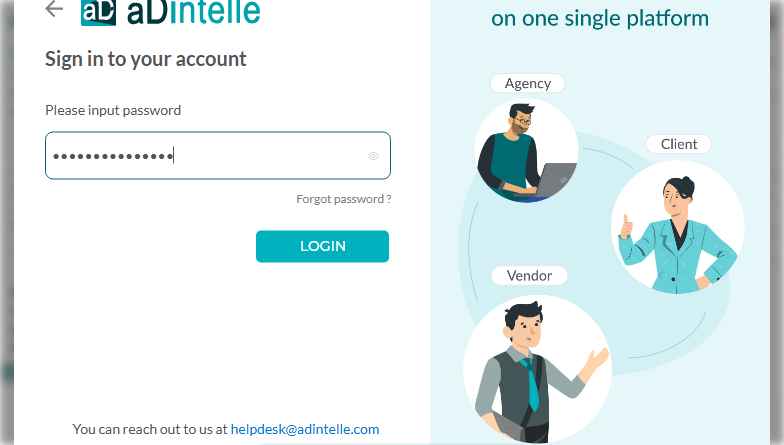 aD aDintelle
Sign in to your account
Please input password
•••••••••••••••
Forgot password ?
LOGIN
You can reach out to us at helpdesk@adintelle.com
on one single platform
Agency
Client
Vendor